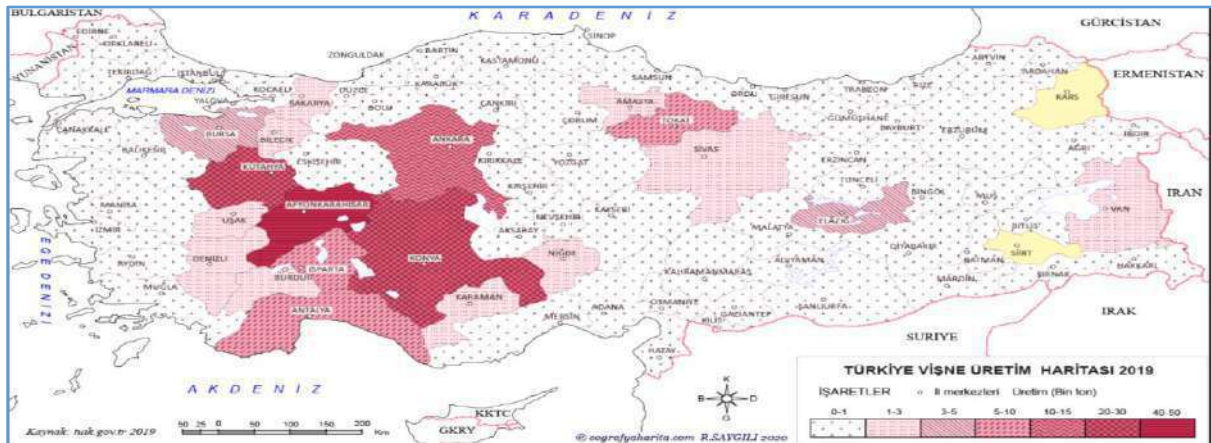 BULGARİSTAN
KARADENİZ
GÜRCİSTAN
EDİRNE
KIRKLARELİ
SİNOP
YUNANİSTAN
ZONGULDAK
BARTIN
KASTAMONU
ARTVİN
ARDAHAN
ERMENİSTAN
TEKİRDAĞ
İSTANBUL
KOCAELİ
DÜZCE
KARABÜK
SAMSUN
ORDU
GİRESUN
TRABZON
RİZE
KARS
MARMARA DENİZİ
YALOVA
SAKARYA
BOLU
ÇANKIRI
AMASYA
ÇORUM
TOKAT
GÜMÜŞHANE
BAYBURT
ERZURUM
IĞDIR
ÇANAKKALE
BURSA
BİLECİK
ANKARA
AĞRI
BALIKESİR
ESKİŞEHİR
KIRIKKALE
YOZGAT
SİVAS
ERZİNCAN
KÜTAHYA
KIRŞEHİR
TUNCELİ
BİNGÖL
MUŞ
İRAN
MANİSA
UŞAK
AFYONKARAHİSAR
NEVŞEHİR
KAYSERİ
ELAZIĞ
VAN
İZMİR
AKSARAY
MALATYA
BİTLİS
EGE DENİZİ
AYDIN
DENİZLİ
ISPARTA
KONYA
NİĞDE
DİYARBAKIR
BATMAN
SİİRT
BURDUR
KAHRAMANMARAŞ
ADIYAMAN
MARDİN
ŞIRNAK
HAKKARİ
MUĞLA
ANTALYA
KARAMAN
MERSİN
ADANA
OSMANİYE
GADİANTEP
ŞANLIURFA
KİLİS
HATAY
SURİYE
IRAK
AKDENİZ
KKTC
GKRY
K
B D
G
TÜRKİYE VİŞNE ÜRETİM HARİTASI 2019
İŞARETLER İl merkezleri Üretim (Bin ton)
0-1 1-3 3-5 5-10 10-15 20-30 40-50
Kaynak. nak.gov.tr 2019
50 25 0 50 100 150 200
Km
© cografyaharita.com R.SAYGILI 2020